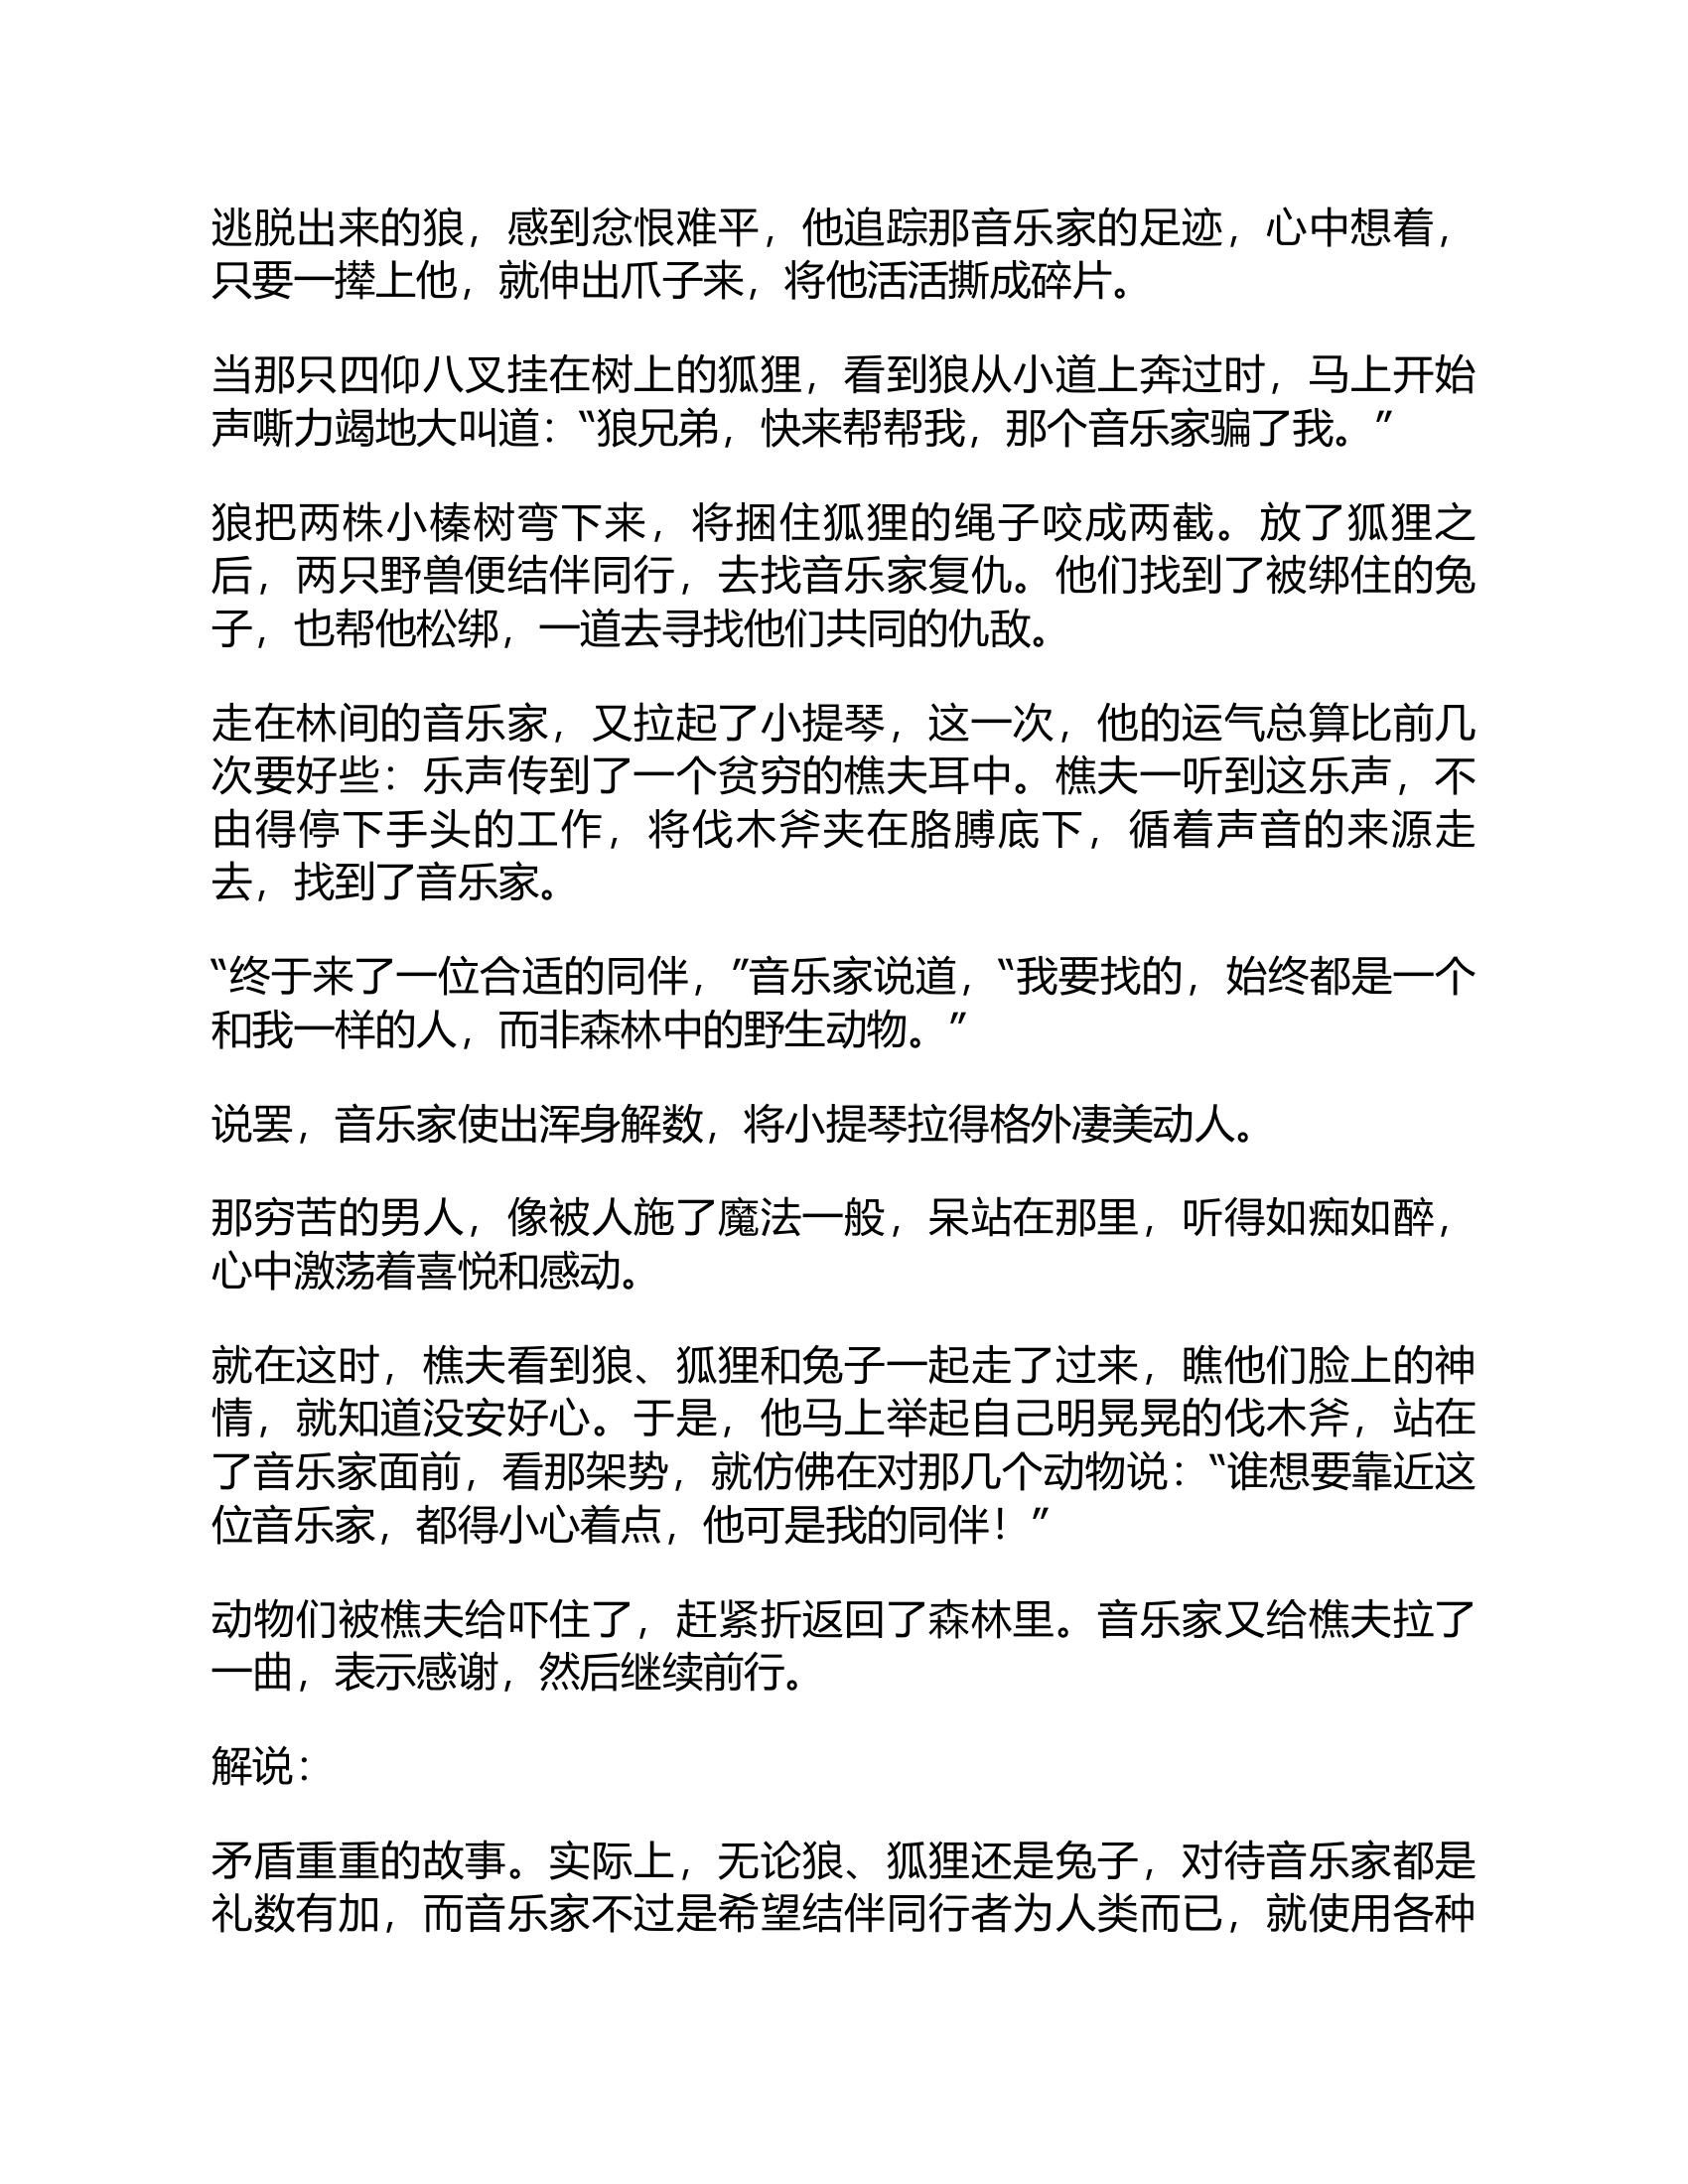 逃脱出来的狼，感到忿恨难平，他追踪那音乐家的足迹，心中想着，
只要一撵上他，就伸出爪子来，将他活活撕成碎片。
当那只四仰八叉挂在树上的狐狸，看到狼从小道上奔过时，马上开始
声嘶力竭地大叫道：“狼兄弟，快来帮帮我，那个音乐家骗了我。”
狼把两株小榛树弯下来，将捆住狐狸的绳子咬成两截。放了狐狸之
后，两只野兽便结伴同行，去找音乐家复仇。他们找到了被绑住的兔
子，也帮他松绑，一道去寻找他们共同的仇敌。
走在林间的音乐家，又拉起了小提琴，这一次，他的运气总算比前几
次要好些：乐声传到了一个贫穷的樵夫耳中。樵夫一听到这乐声，不
由得停下手头的工作，将伐木斧夹在胳膊底下，循着声音的来源走
去，找到了音乐家。
“终于来了一位合适的同伴，”音乐家说道，“我要找的，始终都是一个
和我一样的人，而非森林中的野生动物。”
说罢，音乐家使出浑身解数，将小提琴拉得格外凄美动人。
那穷苦的男人，像被人施了魔法一般，呆站在那里，听得如痴如醉，
心中激荡着喜悦和感动。
就在这时，樵夫看到狼、狐狸和兔子一起走了过来，瞧他们脸上的神
情，就知道没安好心。于是，他马上举起自己明晃晃的伐木斧，站在
了音乐家面前，看那架势，就仿佛在对那几个动物说：“谁想要靠近这
位音乐家，都得小心着点，他可是我的同伴！”
动物们被樵夫给吓住了，赶紧折返回了森林里。音乐家又给樵夫拉了
一曲，表示感谢，然后继续前行。
解说：
矛盾重重的故事。实际上，无论狼、狐狸还是兔子，对待音乐家都是
礼数有加，而音乐家不过是希望结伴同行者为人类而已，就使用各种